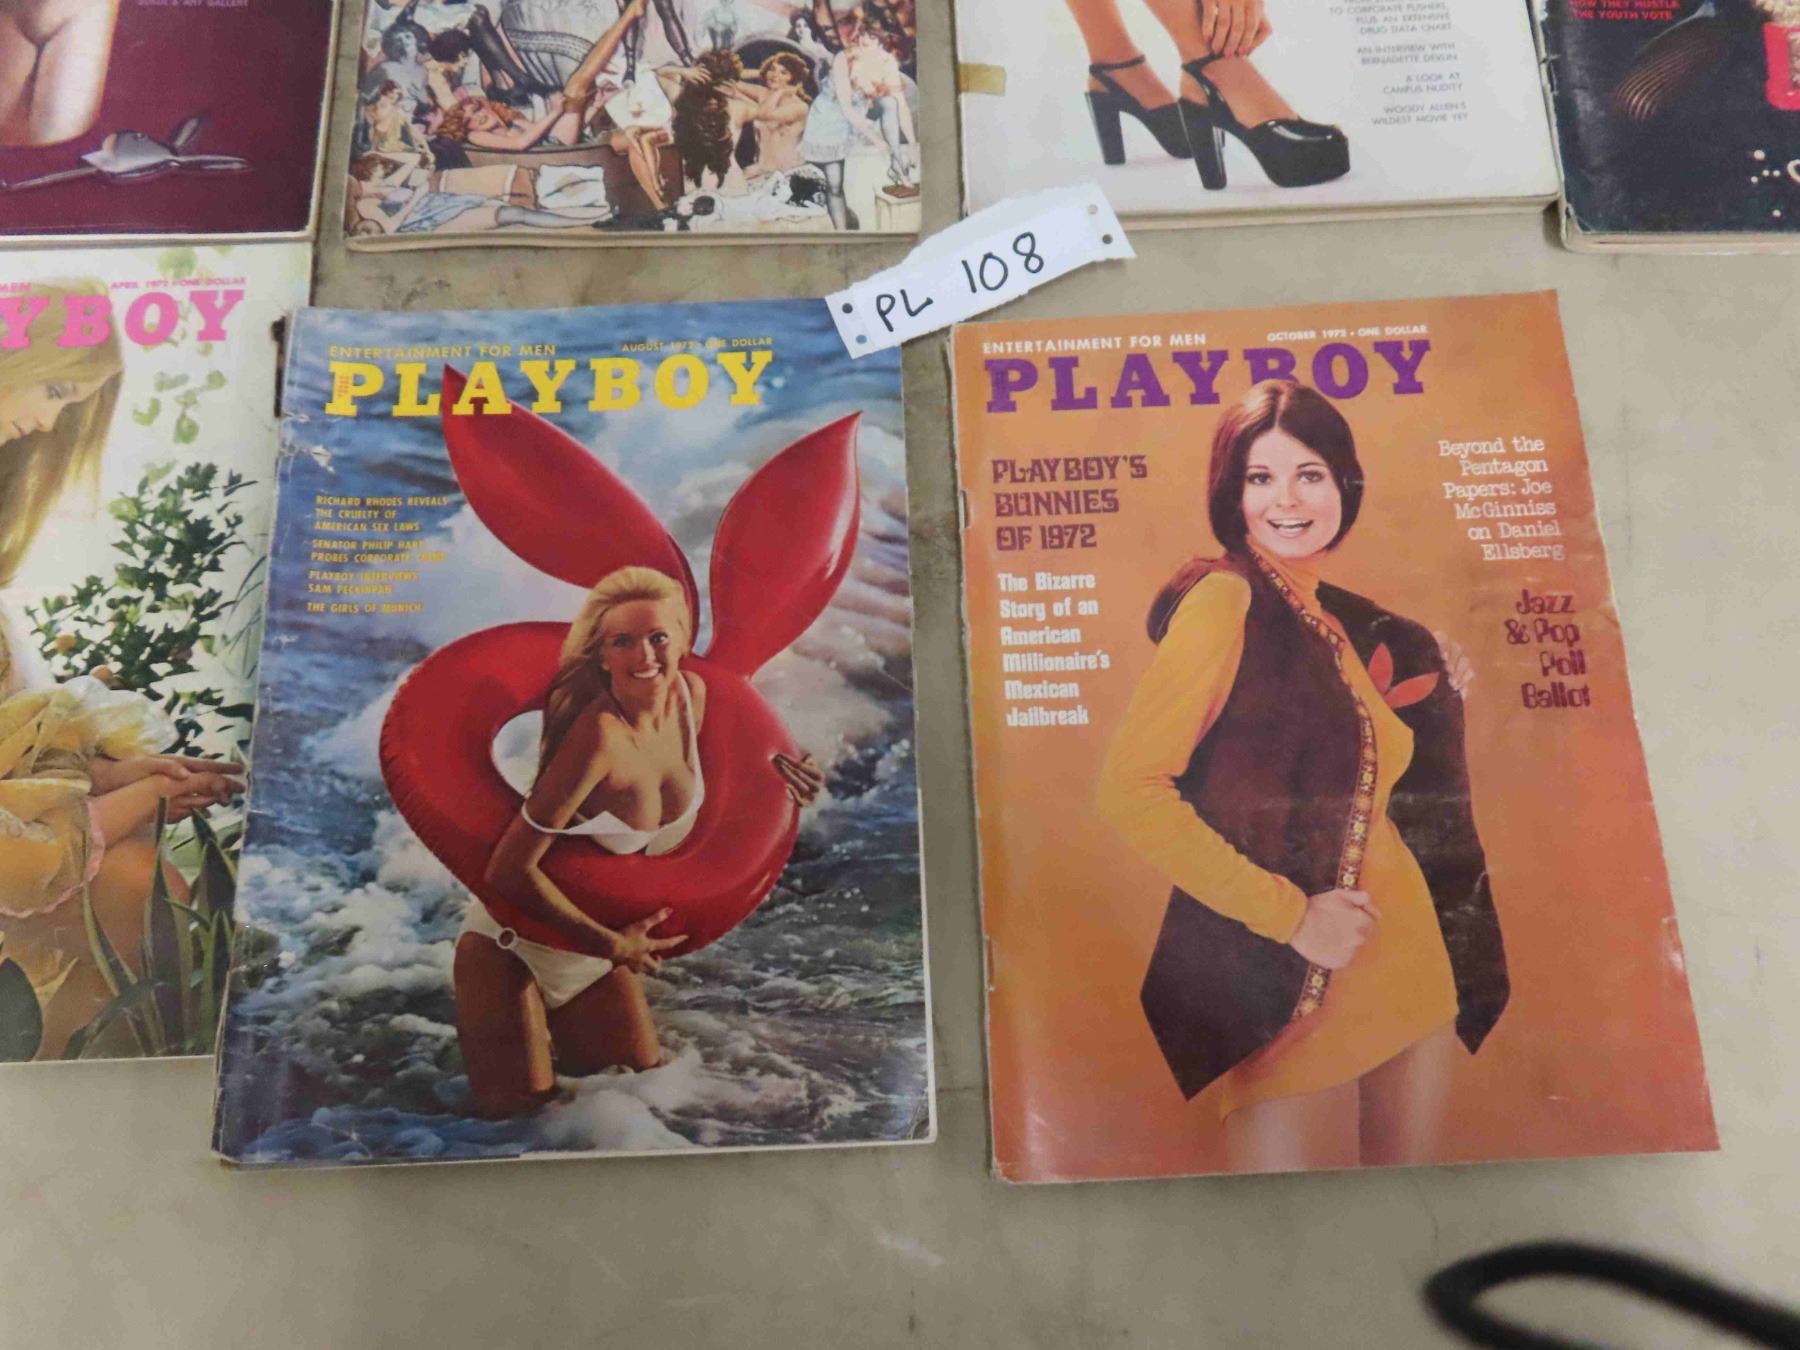 TO CORPORATE PUSHERS,
PLUS AN EXTENSIVE
DRUG DATA CHART
AN INTERVIEW WITH
BERNADETTE DEVLIN
A LOOK AT
CAMPUS NUDITY
WOODY ALLEN'S
WILDEST MOVIE YET
HOW THEY HUSTLE
THE YOUTH VOTE
PL 108
MEN
APRIL 1972 • ONE DOLLAR
YBOY
ENTERTAINMENT FOR MEN
AUGUST 1972 • ONE DOLLAR
PLAYBOY
RICHARD RHODES REVEALS
THE CRUELTY OF
AMERICAN SEX LAWS
SENATOR PHILIP HART
PROBES CORPORATE CRIME
PLAYBOY INTERVIEWS
SAM PECKINPAH
THE GIRLS OF MUNICH
ENTERTAINMENT FOR MEN
OCTOBER 1972 • ONE DOLLAR
PLAYBOY
PLAYBOY'S
BUNNIES
OF 1972
The Bizarre
Story of an
American
Millionaire's
Mexican
Jailbreak
Beyond the
Pentagon
Papers: Joe
McGinniss
on Daniel
Ellsberg
Jazz
& Pop
Poll
Ballot